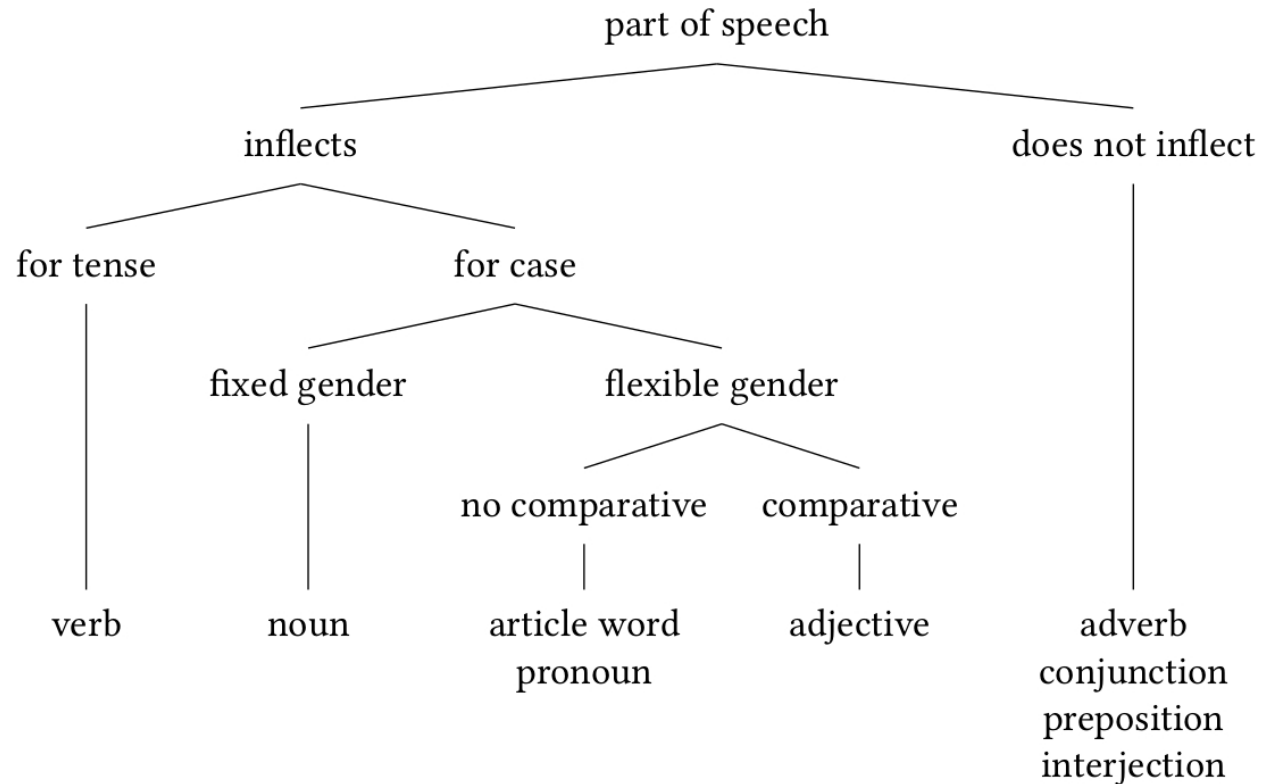 part of speech
inflects
does not inflect
for tense
for case
fixed gender
flexible gender
no comparative
comparative
verb
noun
article word
pronoun
adjective
adverb
conjunction
preposition
interjection